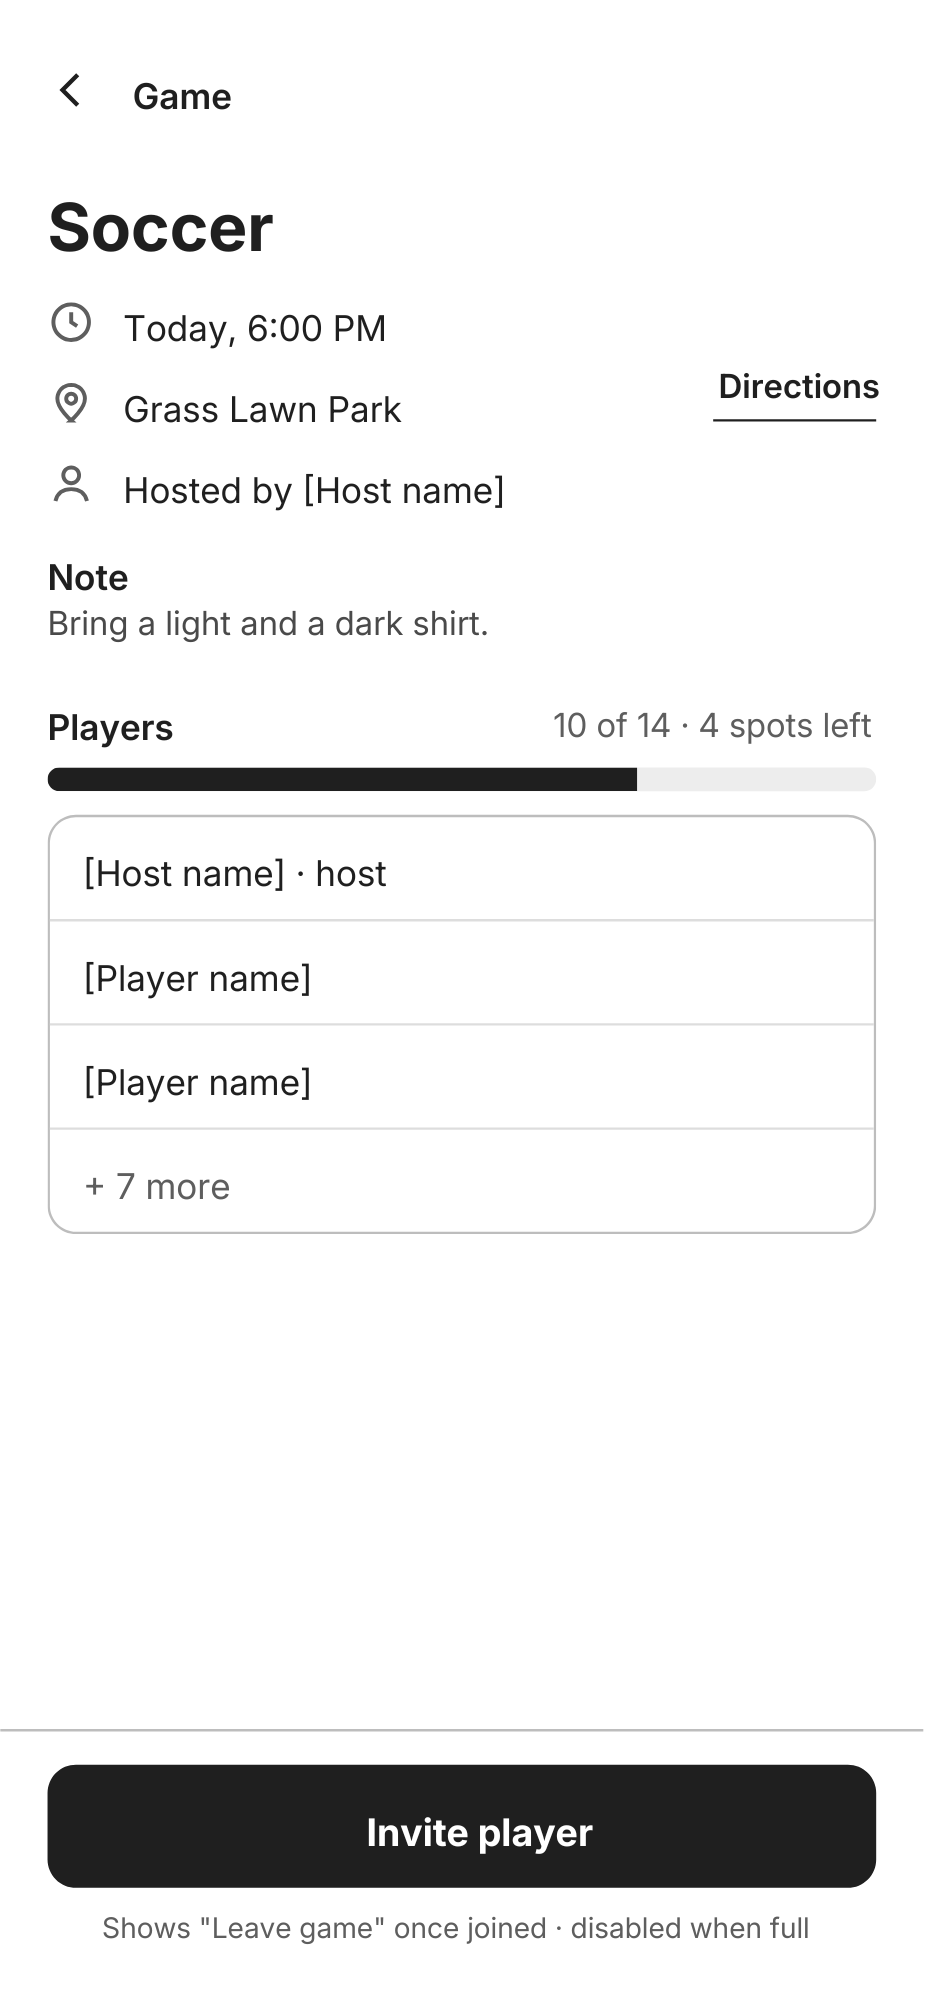 Game
Soccer
Today, 6:00 PM
Grass Lawn Park
Directions
Hosted by [Host name]
Note
Bring a light and a dark shirt.
Players
10 of 14 · 4 spots left
[Host name] · host
[Player name]
[Player name]
+ 7 more
Invite player
Shows "Leave game" once joined · disabled when full